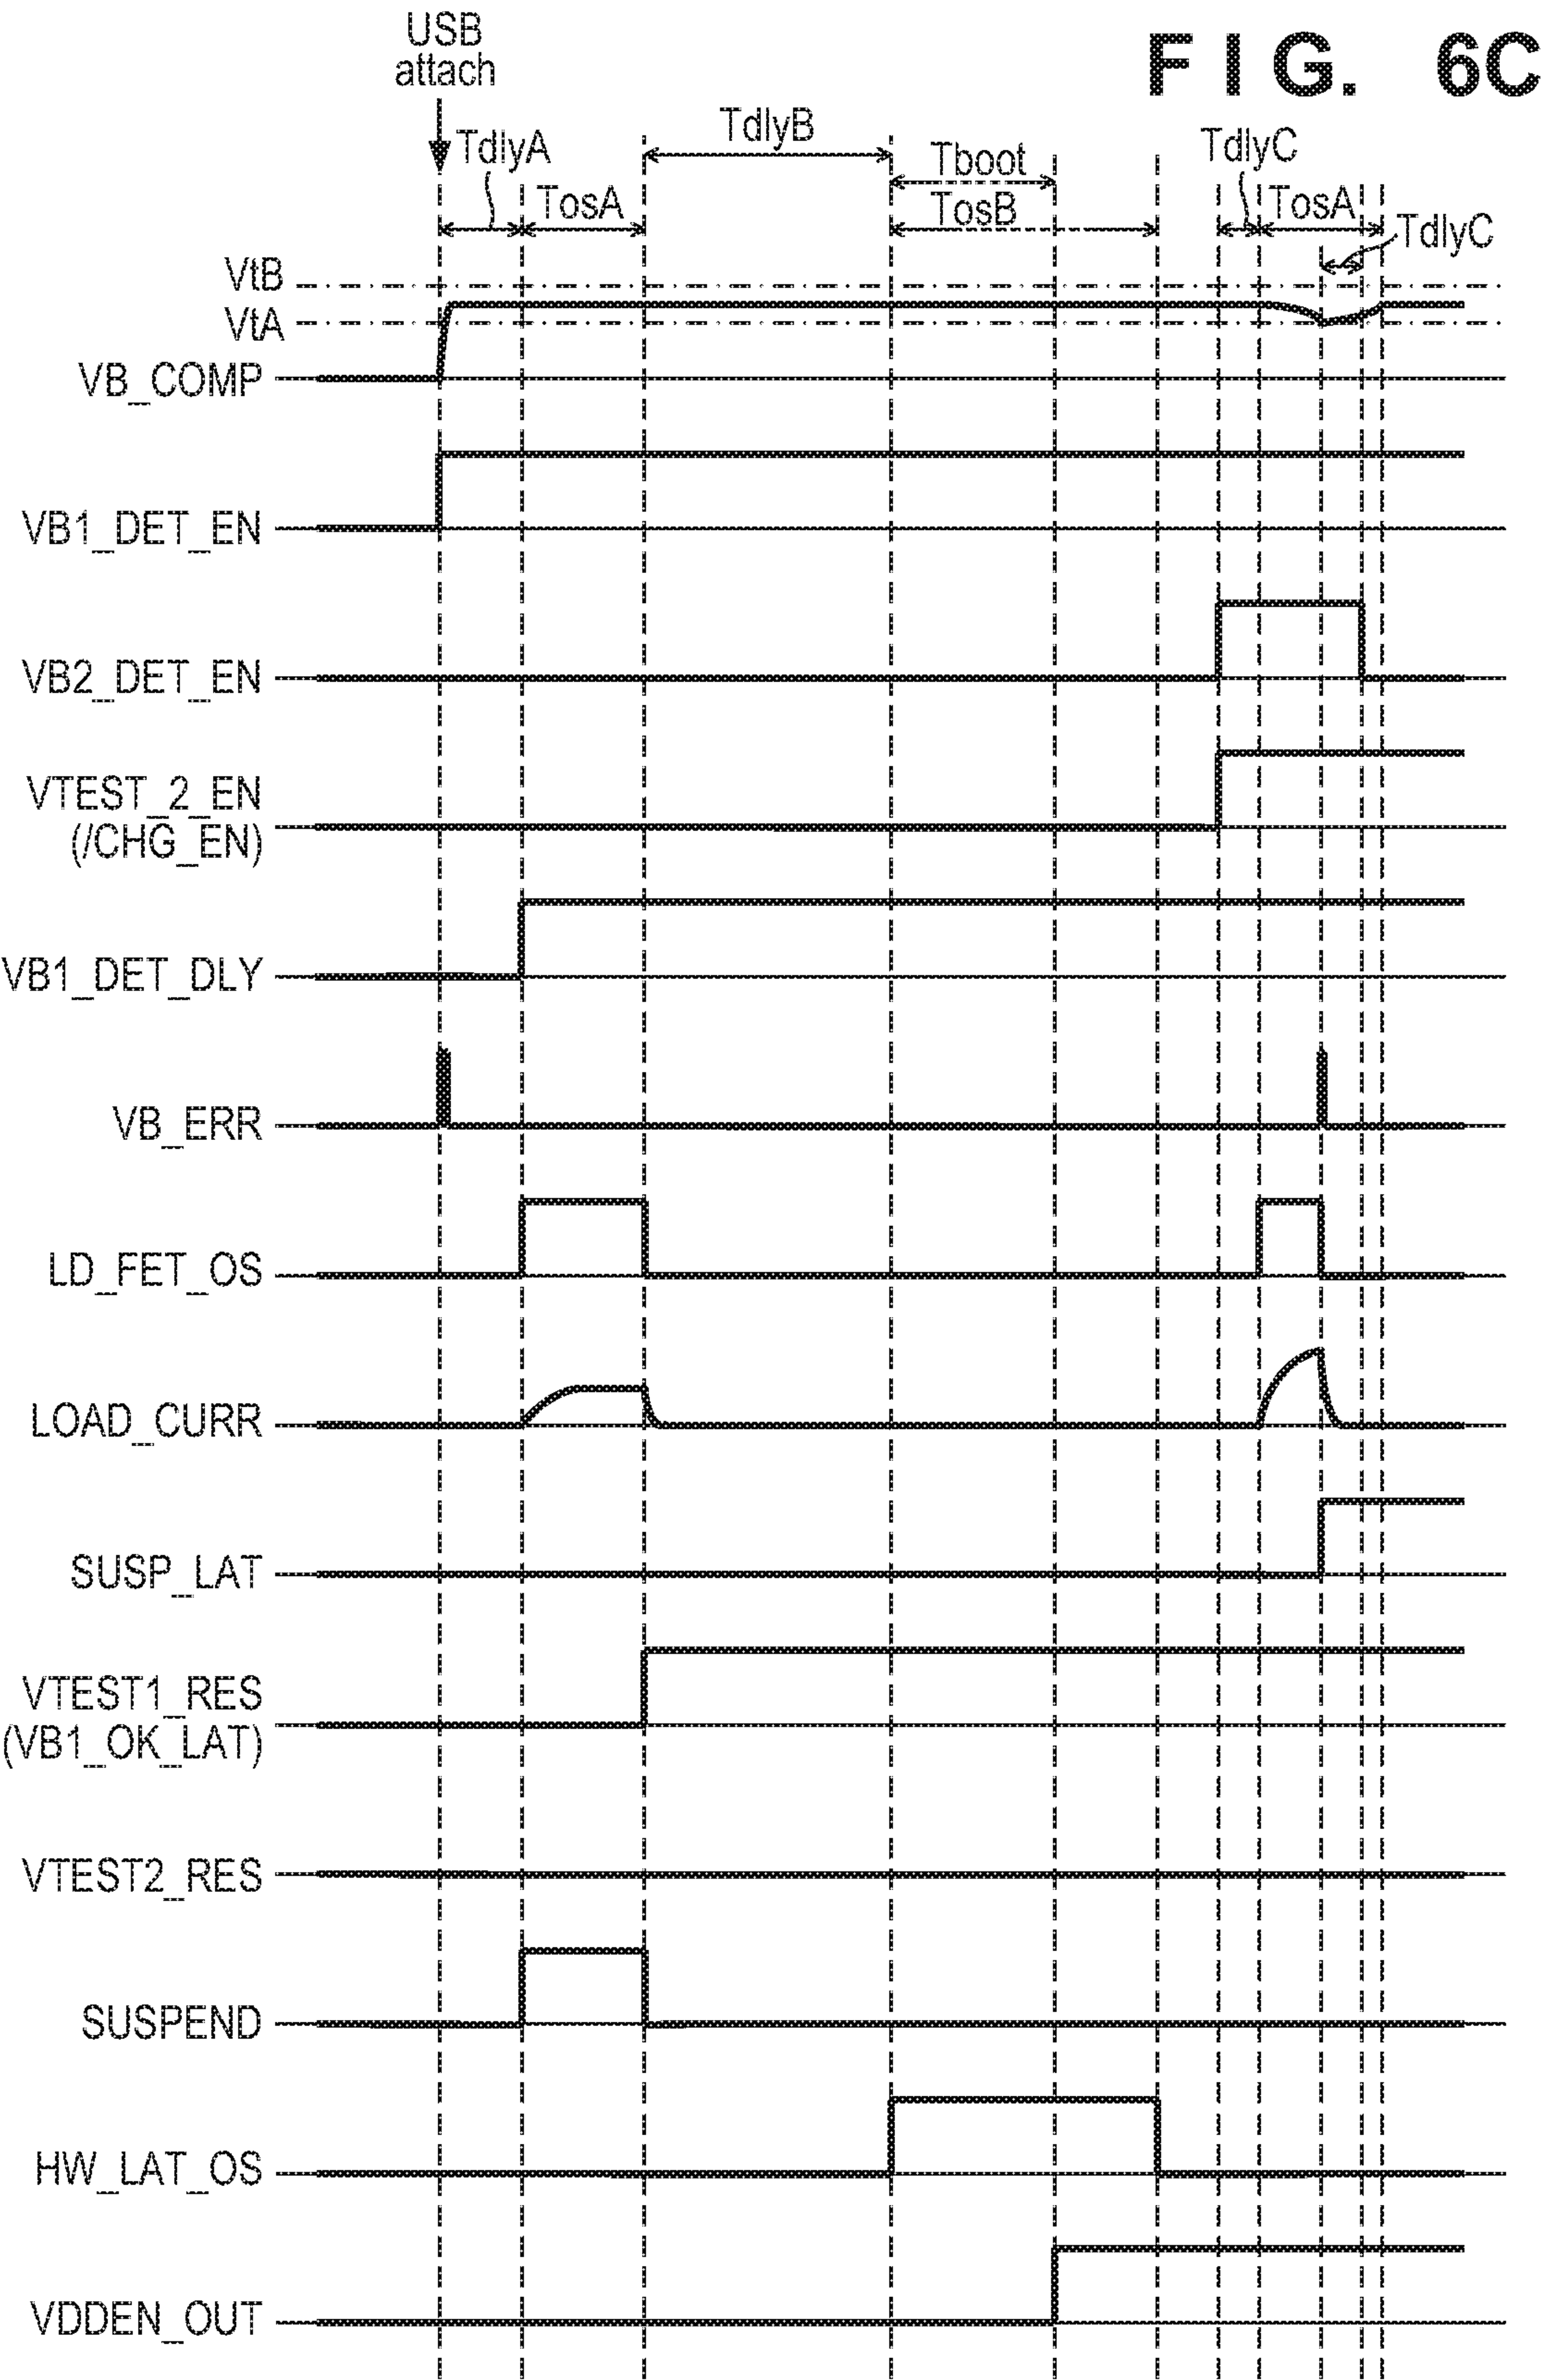 USB
attach
FIG. 6C
TdlyA
TdlyB
Tboot
TdlyC
TosA
TosB
TosA
TdlyC
VtB
VtA
VB_COMP
VB1_DET_EN
VB2_DET_EN
VTEST_2_EN
(/CHG_EN)
VB1_DET_DLY
VB_ERR
LD_FET_OS
LOAD_CURR
SUSP_LAT
VTEST1_RES
(VB1_OK_LAT)
VTEST2_RES
SUSPEND
HW_LAT_OS
VDDEN_OUT